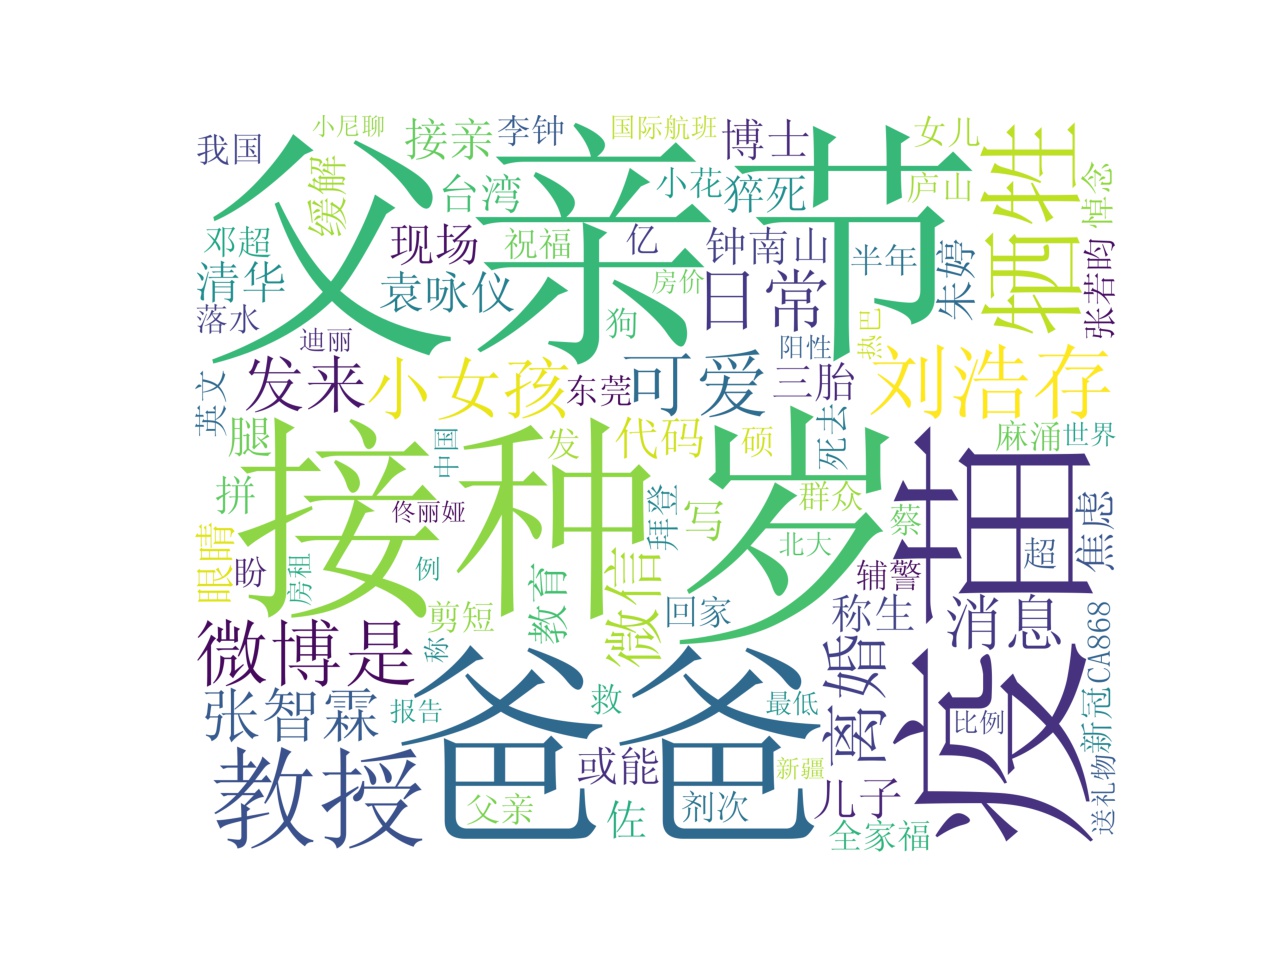 小尼聊
国际航班
我国
接亲
李钟
博士
女儿
父亲节
牺牲
缓解
台湾
小花
猝死
庐山
悼念
邓超
现场
祝福
亿
钟南山
半年
朱婷
张若昀
清华
袁咏仪
房价
日常
落水
狗
迪丽
阳性
热巴
发来
小女孩
东莞
可爱
三胎
刘浩存
英文
腿
接种
岁
中国
发
代码
硕
死去
麻涌
世界
疫苗
拼
佟丽娅
拜登
写
群众
蔡
焦虑
眼睛
盼
房租
例
北大
超
辅警
剪短
教育
微信
回家
称生
消息
微博是
称
爸爸
离婚
CA868
张智霖
报告
救
最低
比例
新冠
教授
或能
新疆
儿子
送礼物
父亲
佐
剂次
全家福